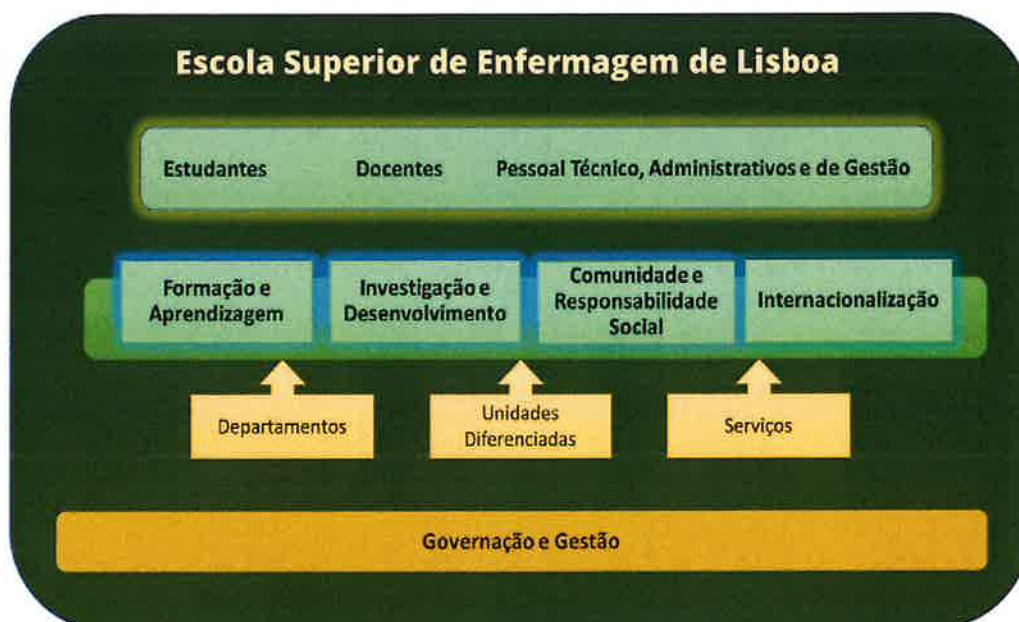 Escola Superior de Enfermagem de Lisboa
Estudantes
Docentes
Pessoal Técnico, Administrativos e de Gestão
Formação e
Aprendizagem
Investigação e
Desenvolvimento
Comunidade e
Responsabilidade
Social
Internacionalização
Departamentos
Unidades
Diferenciadas
Serviços
Governação e Gestão